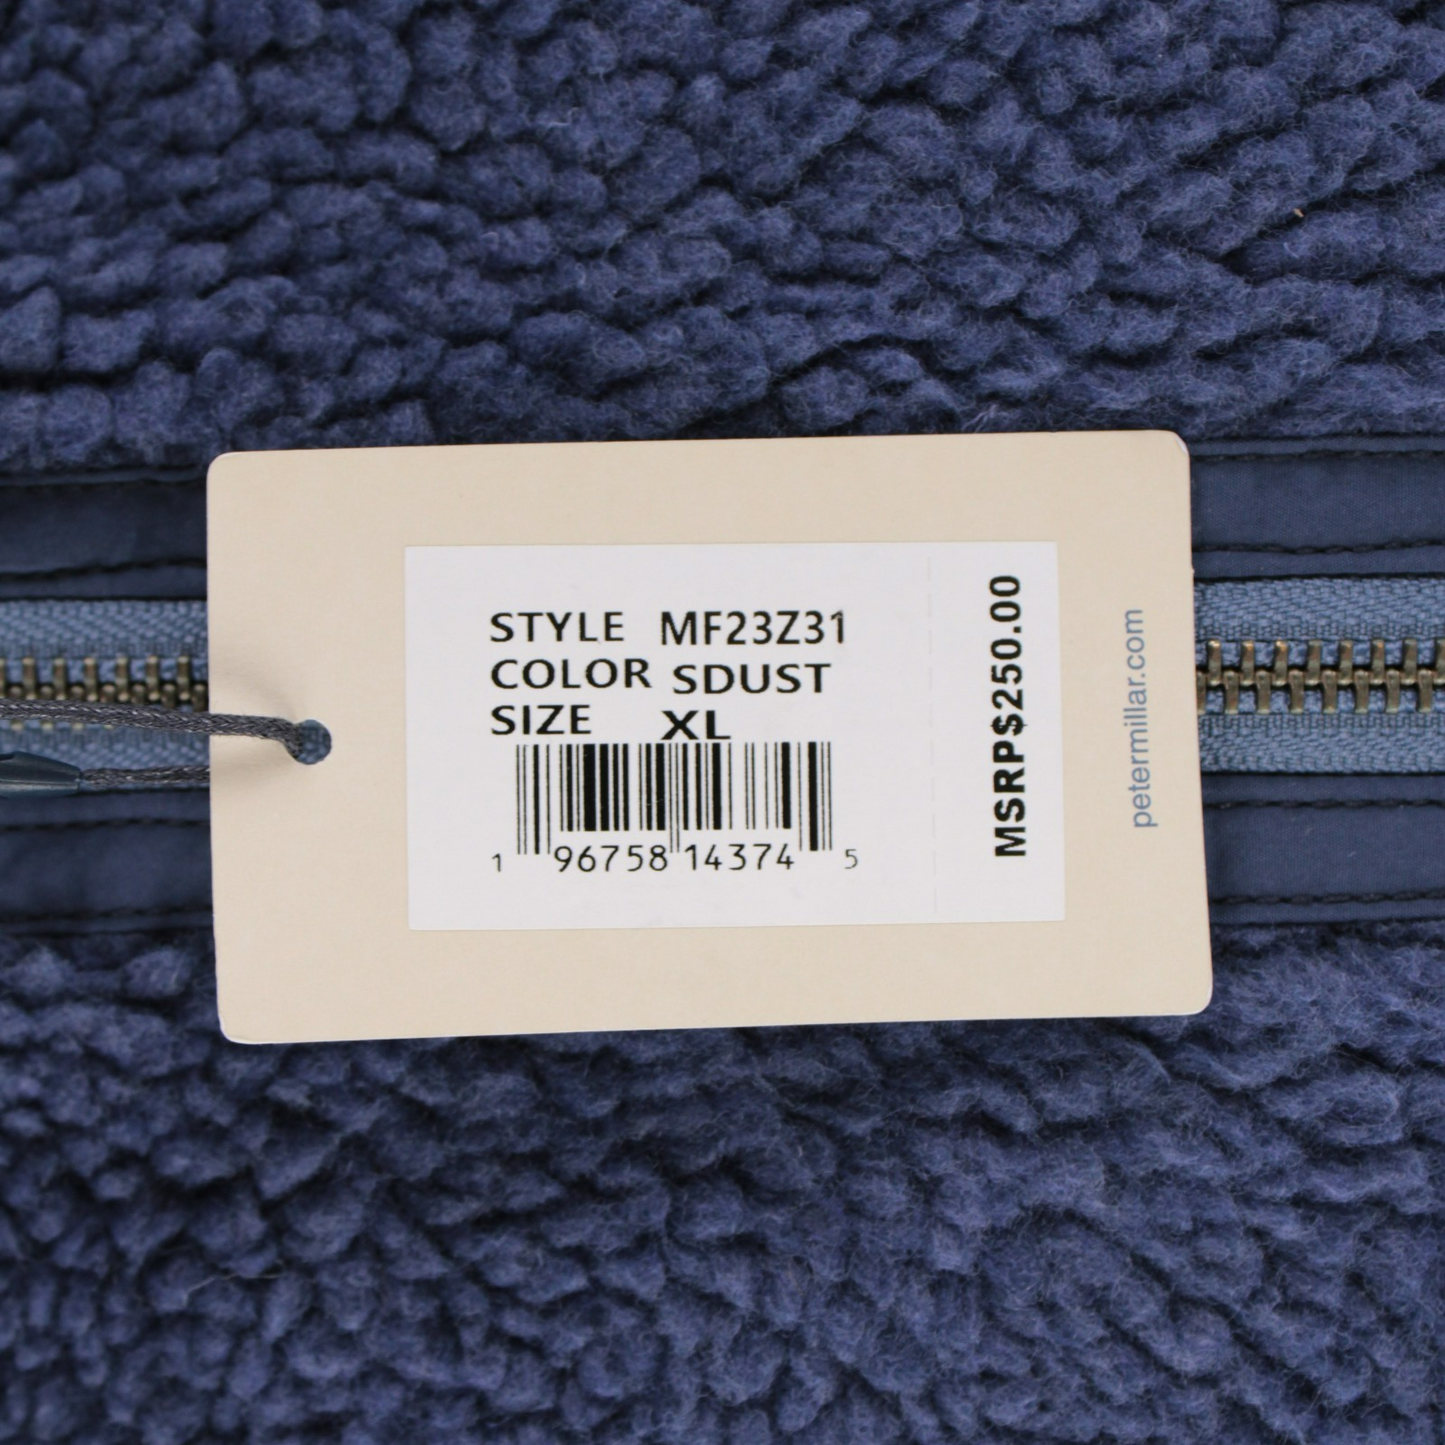 STYLE MF23Z31
COLOR SDUST
SIZE XL
1 96758 14374 5
MSRP$250.00
petermillar.com